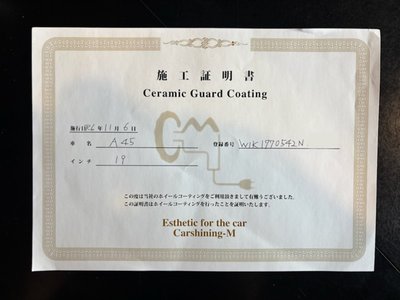 施工証明書
Ceramic Guard Coating
施行日R6年11月6日
車名 A45 登録番号 W1K1770542N
インチ 19
この度は当社のホイールコーティングをご利用頂きまして有難うございました。
この証明書はホイールコーティングを行ったことを証明いたします。
Esthetic for the car
Carshining-M